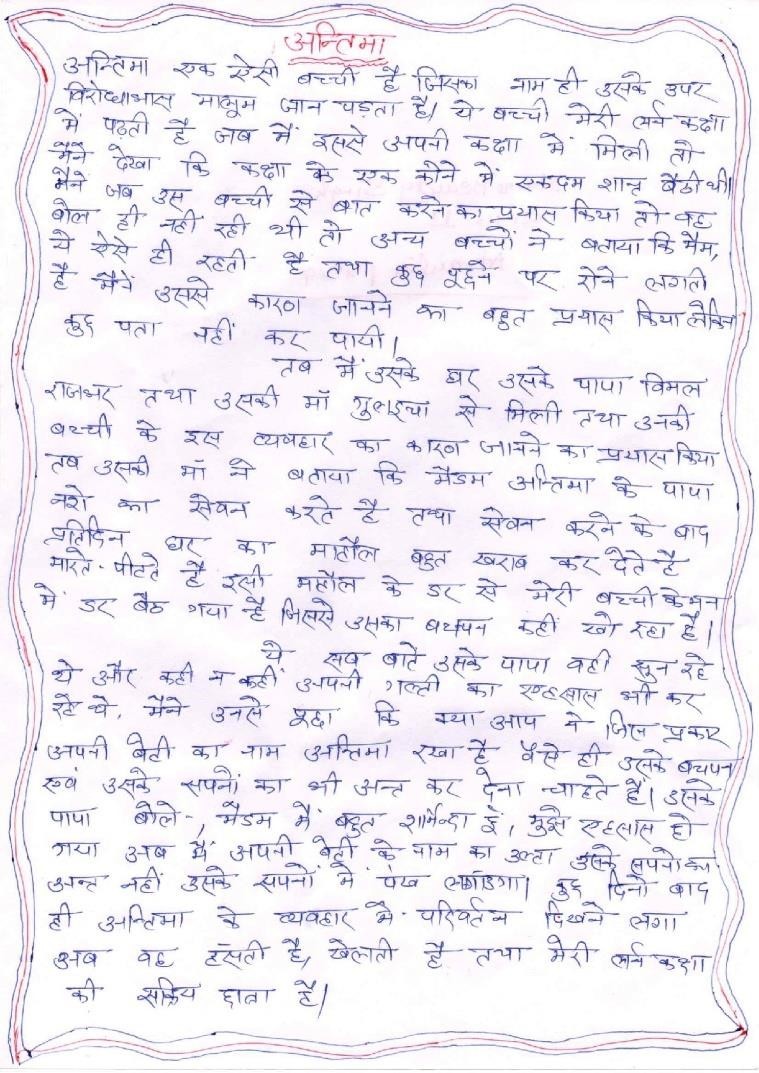 अन्तिमा
अन्तिमा एक ऐसी बच्ची है जिसका नाम ही उसके उपर
विरोधाभास मालूम जान पड़ता है। ये बच्ची मेरी लर्न कक्षा
में पढ़ती है जब मैं इससे अपनी कक्षा में मिली तो
मैंने देखा कि कक्षा के एक कोने में एकदम शान्त बैठी थी।
मैंने जब उस बच्ची से बात करने का प्रयास किया तो वह
बोल ही नहीं रही थी तो अन्य बच्चों ने बताया कि मैम,
ये ऐसे ही रहती है तथा कुछ पूछने पर रोने लगती
है मैंने उससे कारण जानने का बहुत प्रयास किया लेकिन
कुछ पता नहीं कर पायी।
तब मैं उसके घर उसके पापा विमल
राजभर तथा उसकी माँ गुलाइचा से मिली तथा उनकी
बच्ची के इस व्यवहार का कारण जानने का प्रयास किया
तब उसकी माँ ने बताया कि मैडम अन्तिमा के पापा
नशे का सेवन करते है तथा सेवन करने के बाद
प्रतिदिन घर का माहौल बहुत खराब कर देते है
मारते-पीटते है इसी माहौल के डर से मेरी बच्ची के मन
में डर बैठ गया है जिससे उसका बचपन कहीं खो रहा है।
ये सब बातें उसके पापा वही सुन रहे
थे और कही न कहीं अपनी गल्ती का एहसास भी कर
रहे थे, मैंने उनसे पूछा कि क्या आप ने जिस प्रकार
अपनी बेटी का नाम अन्तिमा रखा है वैसे ही उसके बचपन
एवं उसके सपनों का भी अन्त कर देना चाहते हैं। उसके
पापा बोले-, मैडम मैं बहुत शर्मिन्दा हूँ, मुझे एहसास हो
गया अब मैं अपनी बेटी के नाम का उल्टा उसके सपनो का
अन्त नहीं उसके सपनों में पंख लगाऊंगा। कुछ दिनों बाद
ही अन्तिमा के व्यवहार मे परिवर्तन दिखने लगा
अब वह हँसती है, खेलती है तथा मेरी लर्न कक्षा
की सक्रिय छात्रा है।